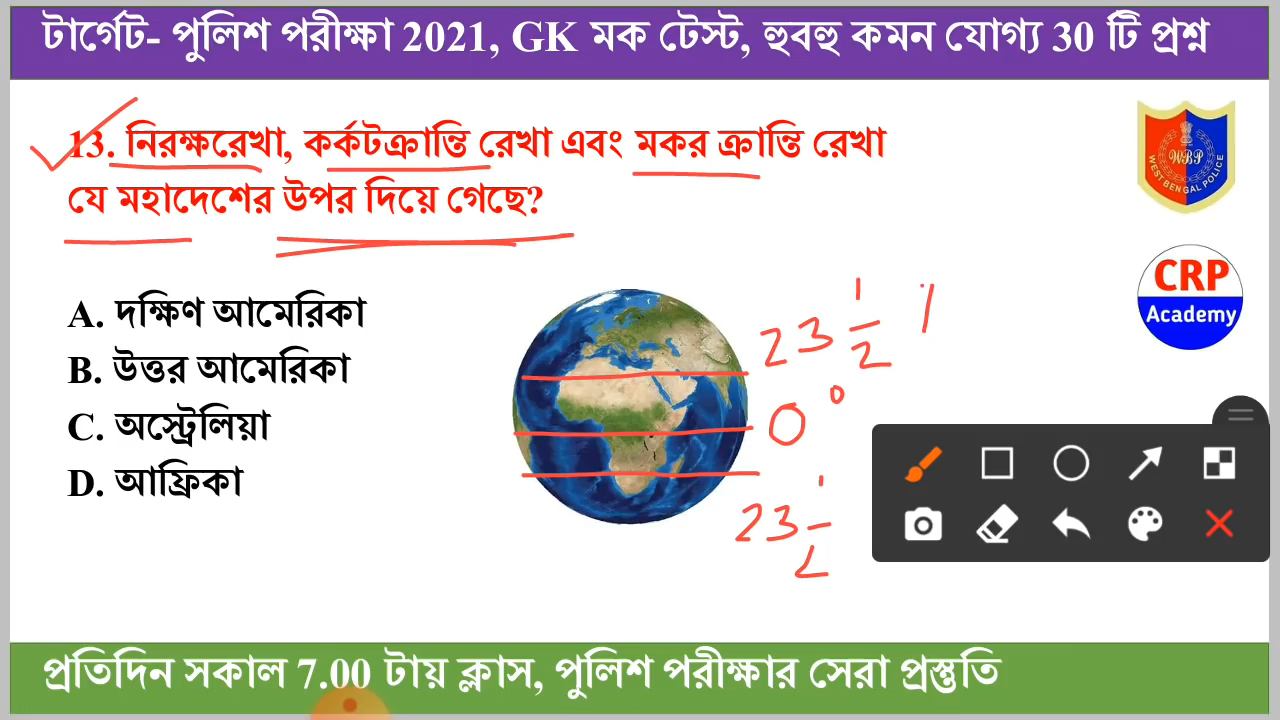 টার্গেট- পুলিশ পরীক্ষা 2021, GK মক টেস্ট, হুবহু কমন যোগ্য 30 টি প্রশ্ন
13. নিরক্ষরেখা, কর্কটক্রান্তি রেখা এবং মকর ক্রান্তি রেখা
যে মহাদেশের উপর দিয়ে গেছে?
A. দক্ষিণ আমেরিকা
B. উত্তর আমেরিকা
C. অস্ট্রেলিয়া
D. আফ্রিকা
23 1/2
0°
23 1/2
WBP
WEST BENGAL POLICE
CRP
Academy
প্রতিদিন সকাল 7.00 টায় ক্লাস, পুলিশ পরীক্ষার সেরা প্রস্তুতি